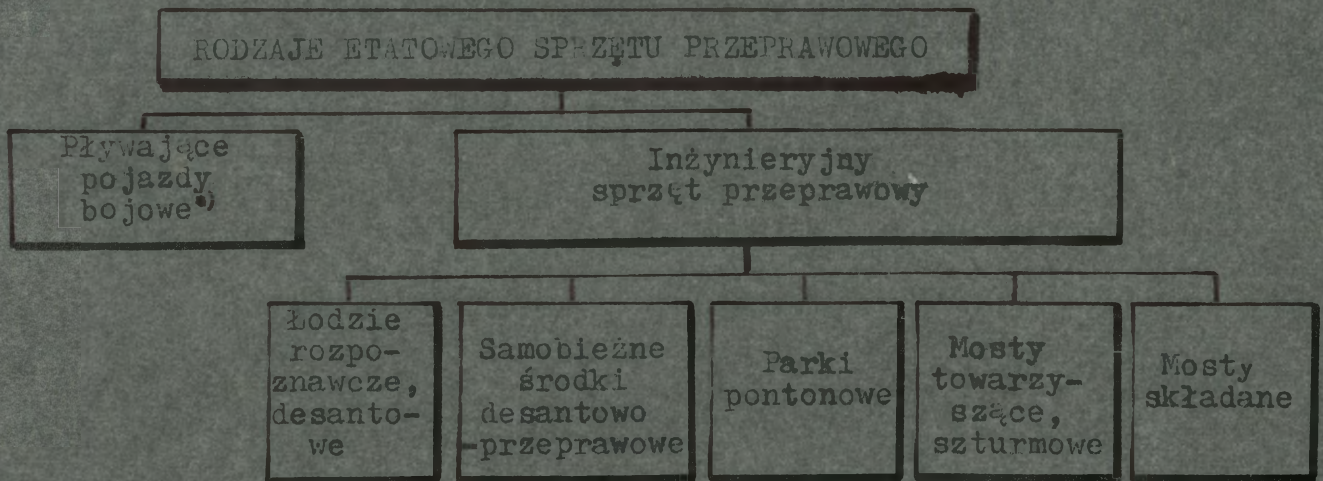 RODZAJE ETATOWEGO SPRZĘTU PRZEPRAWOWEGO
Pływające
pojazdy
bojowe*)
Inżynieryjny
sprzęt przeprawowy
Łodzie
rozpo-
znawcze,
desanto-
we
Samobieżne
środki
desantowo
-przeprawowe
Parki
pontonowe
Mosty
towarzy-
szące,
szturmowe
Mosty
składane